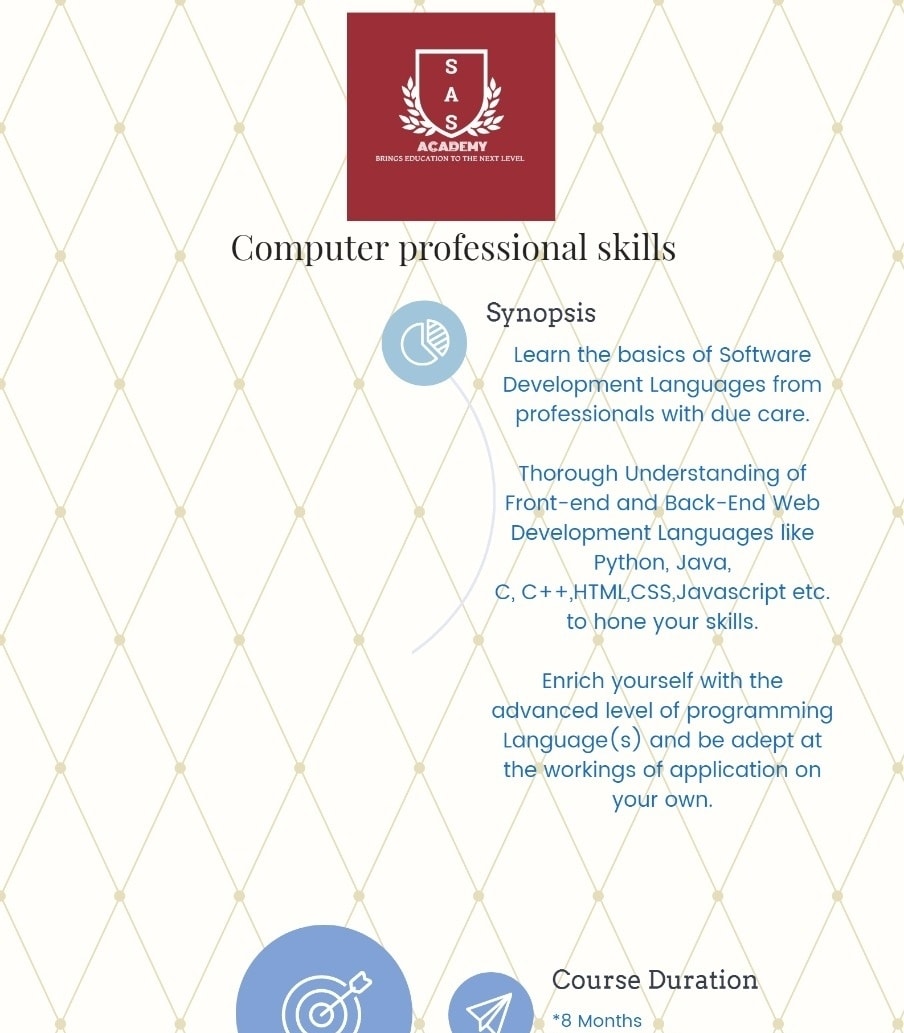 S
A
S
ACADEMY
BRINGS EDUCATION TO THE NEXT LEVEL
Computer professional skills
Synopsis
Learn the basics of Software
Development Languages from
professionals with due care.
Thorough Understanding of
Front-end and Back-End Web
Development Languages like
Python, Java,
C, C++,HTML,CSS,Javascript etc.
to hone your skills.
Enrich yourself with the
advanced level of programming
Language(s) and be adept at
the workings of application on
your own.
Course Duration
*8 Months